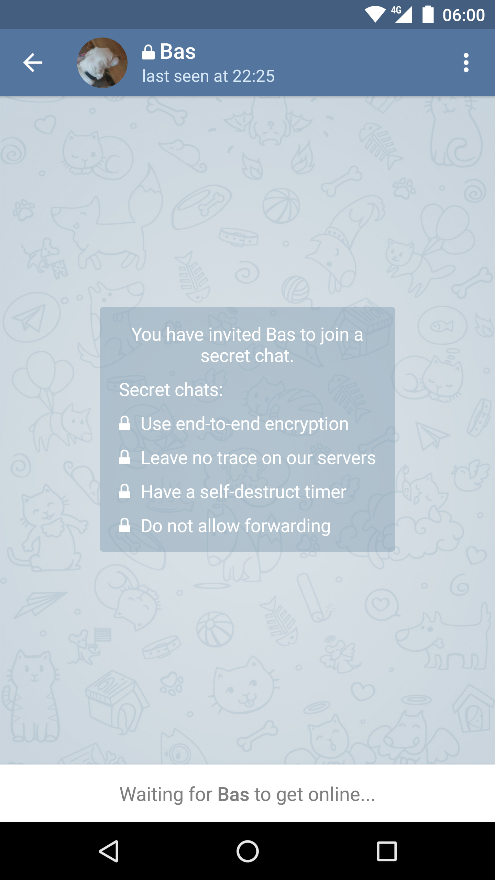 4G 06:00
Bas
last seen at 22:25
You have invited Bas to join a
secret chat.
Secret chats:
Use end-to-end encryption
Leave no trace on our servers
Have a self-destruct timer
Do not allow forwarding
Waiting for Bas to get online...